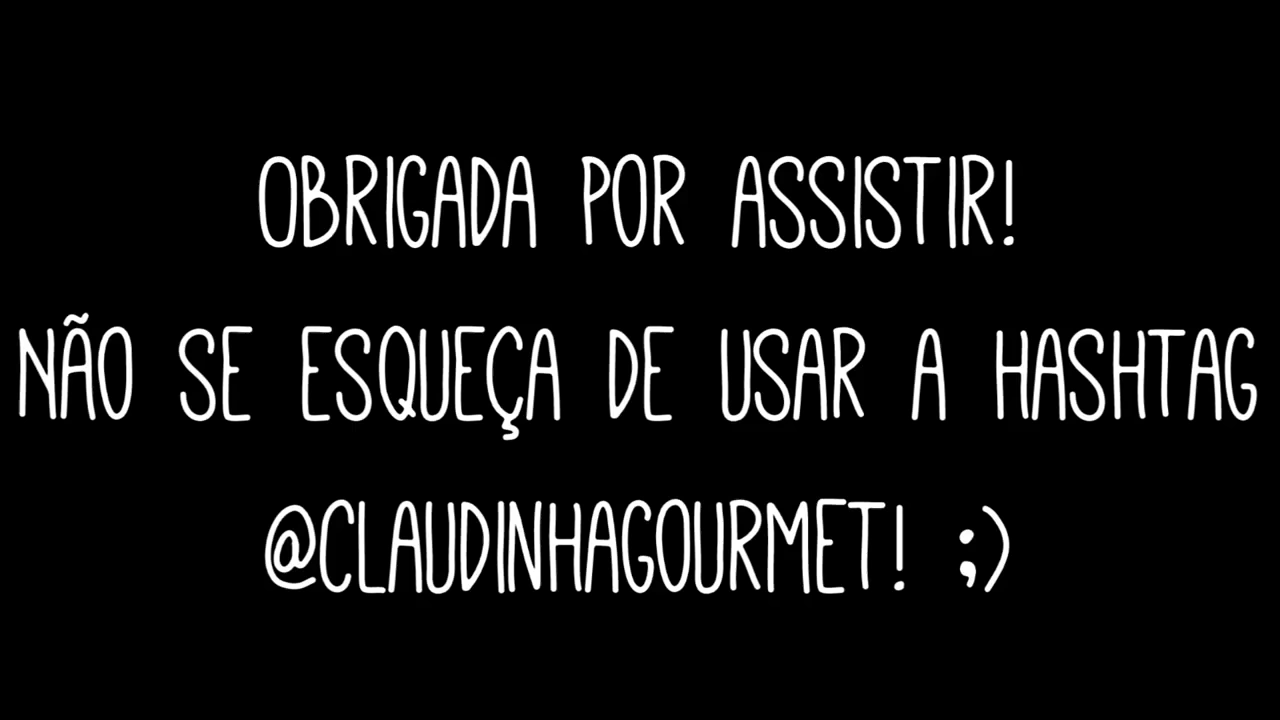 OBRIGADA POR ASSISTIR!
NÃO SE ESQUEÇA DE USAR A HASHTAG
@CLAUDINHAGOURMET! ;)